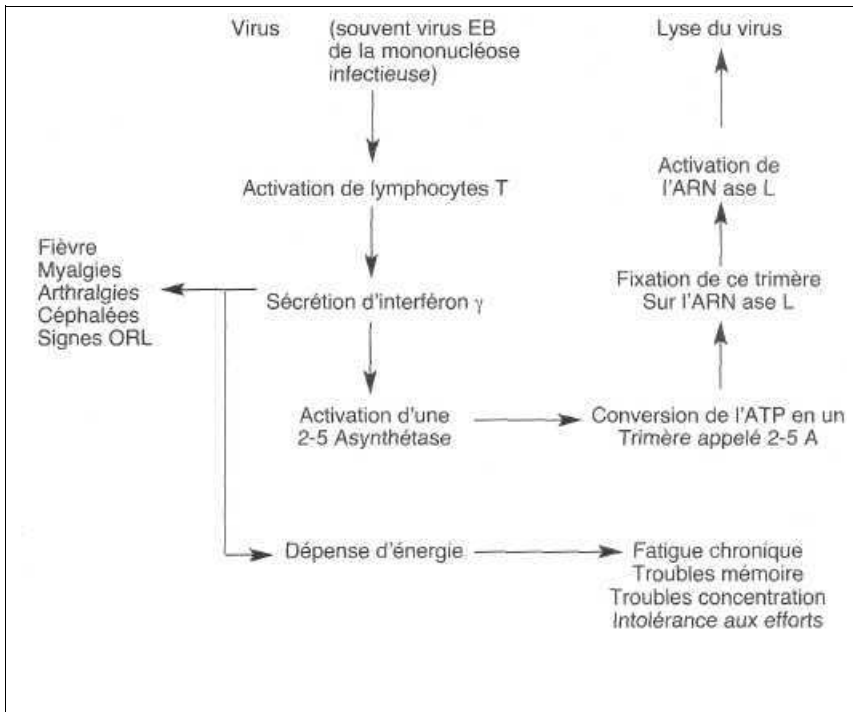 Virus (souvent virus EB
de la mononucléose
infectieuse)
Activation de lymphocytes T
Sécrétion d'interféron γ
Fièvre
Myalgies
Arthralgies
Céphalées
Signes ORL
Activation d'une
2-5 Asynthétase
Conversion de l'ATP en un
Trimère appelé 2-5 A
Fixation de ce trimère
Sur l'ARN ase L
Activation de
l'ARN ase L
Lyse du virus
Dépense d'énergie
Fatigue chronique
Troubles mémoire
Troubles concentration
Intolérance aux efforts